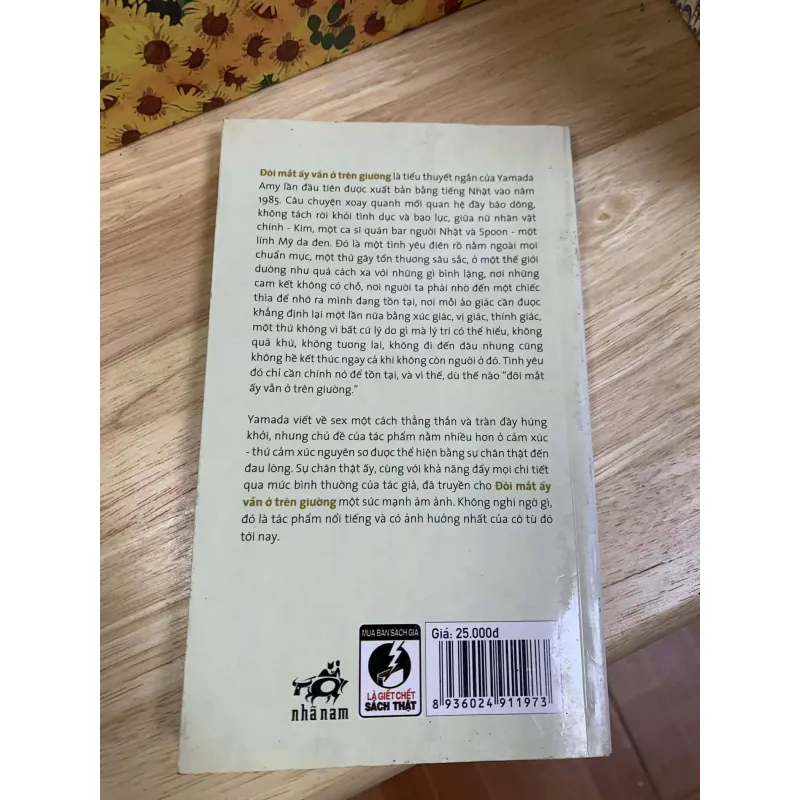 Đôi mắt ấy vẫn ở trên giường là tiểu thuyết ngắn của Yamada
Amy lần đầu tiên được xuất bản bằng tiếng Nhật vào năm
1985. Câu chuyện xoay quanh mối quan hệ đầy bão dông,
không tách rời khỏi tình dục và bạo lực, giữa nữ nhân vật
chính - Kim, một ca sĩ quán bar người Nhật và Spoon - một
lính Mỹ da đen. Đó là một tình yêu điên rồ nằm ngoài mọi
chuẩn mực, một thứ gây tổn thương sâu sắc, ở một thế giới
dường như quá cách xa với những gì bình lặng, nơi những
cam kết không có chỗ, nơi người ta phải nhờ đến một chiếc
thìa để nhớ ra mình đang tồn tại, nơi mỗi ảo giác cần được
khẳng định lại một lần nữa bằng xúc giác, vị giác, thính giác,
một thứ không vì bất cứ lý do gì mà lý trí có thể hiểu, không
quá khứ, không tương lai, không đi đến đâu nhưng cũng
không hề kết thúc ngay cả khi không còn người ở đó. Tình yêu
đó chỉ cần chính nó để tồn tại, và vì thế, dù thế nào “đôi mắt
ấy vẫn ở trên giường.”
Yamada viết về sex một cách thẳng thắn và tràn đầy hứng
khởi, nhưng chủ đề của tác phẩm nằm nhiều hơn ở cảm xúc
- thứ cảm xúc nguyên sơ được thể hiện bằng sự chân thật đến
đau lòng. Sự chân thật ấy, cùng với khả năng đẩy mọi chi tiết
qua mức bình thường của tác giả, đã truyền cho Đôi mắt ấy
vẫn ở trên giường một sức mạnh ám ảnh. Không nghi ngờ gì,
đó là tác phẩm nổi tiếng và có ảnh hưởng nhất của cô từ đó
tới nay.
nhã nam
MUA BÁN SÁCH GIẢ
LÀ GIẾT CHẾT
SÁCH THẬT
Giá: 25.000đ
8 936024 911973